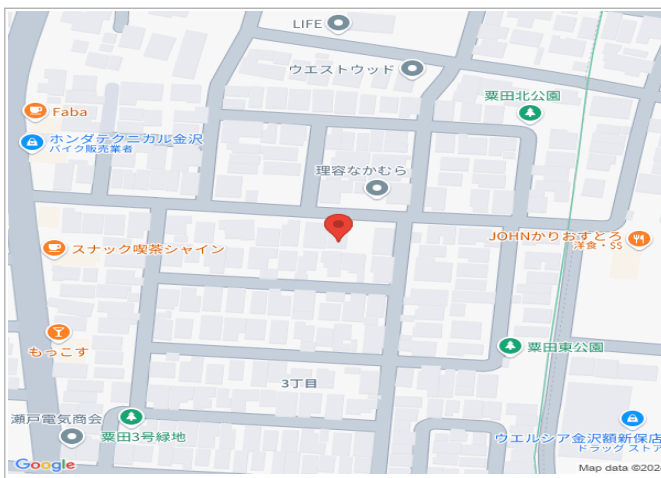 LIFE
ウエストウッド
Faba
粟田北公園
ホンダテクニカル金沢
バイク販売業者
理容なかむら
スナック喫茶シャイン
JOHNかりおすとろ
洋食・$$
もっこす
粟田東公園
3丁目
瀬戸電気商会
粟田3号緑地
ウエルシア金沢額新保店
ドラッグ ストア
Google
Map data ©202